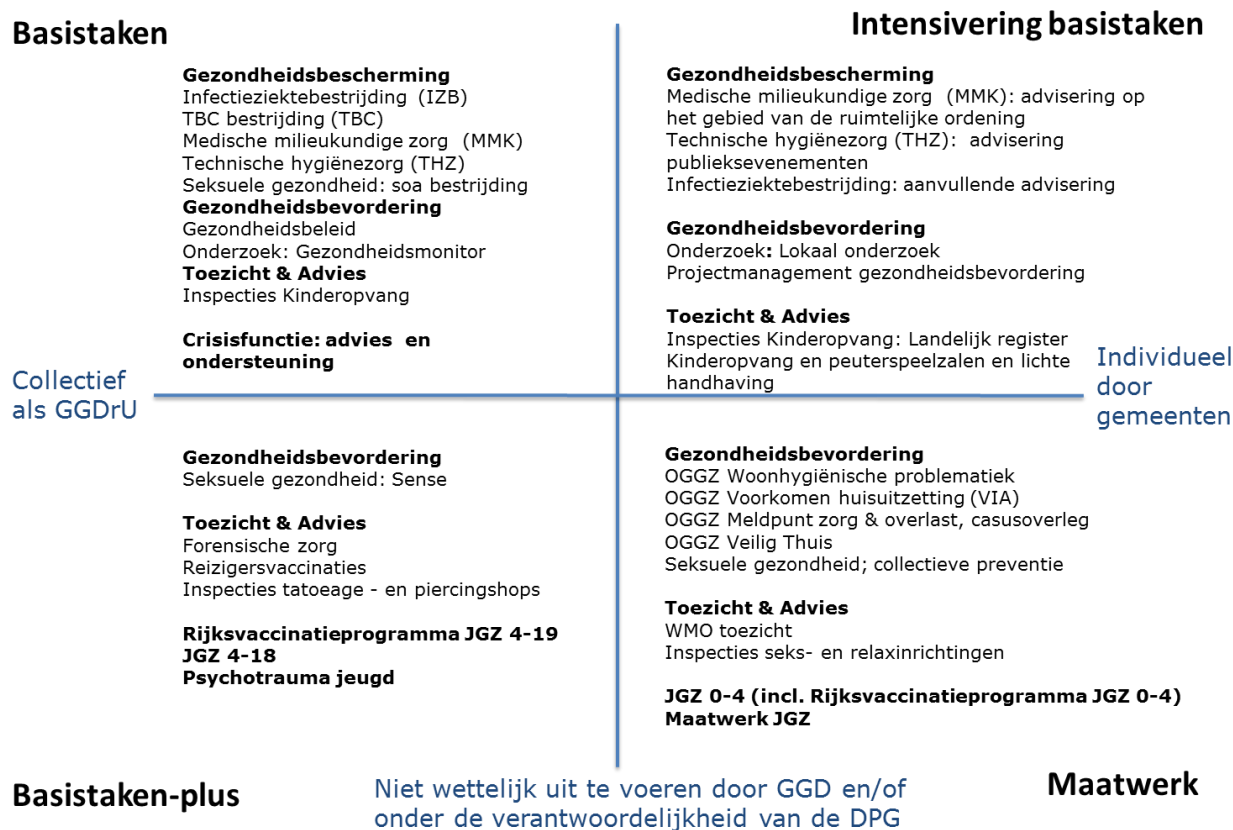 Basistaken
Gezondheidsbescherming
Infectieziektebestrijding (IZB)
TBC bestrijding (TBC)
Medische milieukundige zorg (MMK)
Technische hygiënezorg (THZ)
Seksuele gezondheid: soa bestrijding
Gezondheidsbevordering
Gezondheidsbeleid
Onderzoek: Gezondheidsmonitor
Toezicht & Advies
Inspecties Kinderopvang
Crisisfunctie: advies en
ondersteuning
Intensivering basistaken
Gezondheidsbescherming
Medische milieukundige zorg (MMK): advisering op
het gebied van de ruimtelijke ordening
Technische hygiënezorg (THZ): advisering
publieksevenementen
Infectieziektebestrijding: aanvullende advisering
Gezondheidsbevordering
Onderzoek: Lokaal onderzoek
Projectmanagement gezondheidsbevordering
Toezicht & Advies
Inspecties Kinderopvang: Landelijk register
Kinderopvang en peuterspeelzalen en lichte
handhaving
Collectief
als GGDrU
Individueel
door
gemeenten
Gezondheidsbevordering
Seksuele gezondheid: Sense
Toezicht & Advies
Forensische zorg
Reizigersvaccinaties
Inspecties tatoeage - en piercingshops
Rijksvaccinatieprogramma JGZ 4-19
JGZ 4-18
Psychotrauma jeugd
Basistaken-plus
Gezondheidsbevordering
OGGZ Woonhygiënische problematiek
OGGZ Voorkomen huisuitzetting (VIA)
OGGZ Meldpunt zorg & overlast, casusoverleg
OGGZ Veilig Thuis
Seksuele gezondheid; collectieve preventie
Toezicht & Advies
WMO toezicht
Inspecties seks- en relaxinrichtingen
JGZ 0-4 (incl. Rijksvaccinatieprogramma JGZ 0-4)
Maatwerk JGZ
Maatwerk
Niet wettelijk uit te voeren door GGD en/of
onder de verantwoordelijkheid van de DPG